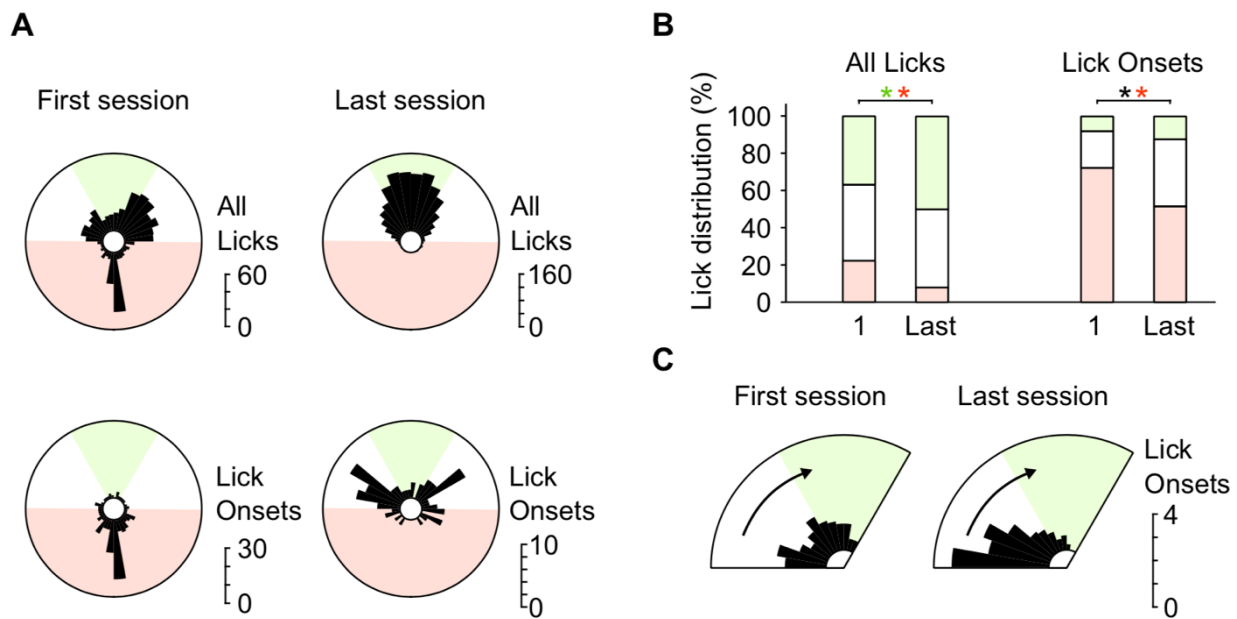 A
First session
Last session
All
Licks
60
0
All
Licks
160
0
Lick
Onsets
30
0
Lick
Onsets
10
0
B
All Licks
Lick Onsets
* *
* *
Lick distribution (%)
100
80
60
40
20
0
1
Last
1
Last
C
First session
Last session
Lick
Onsets
4
0